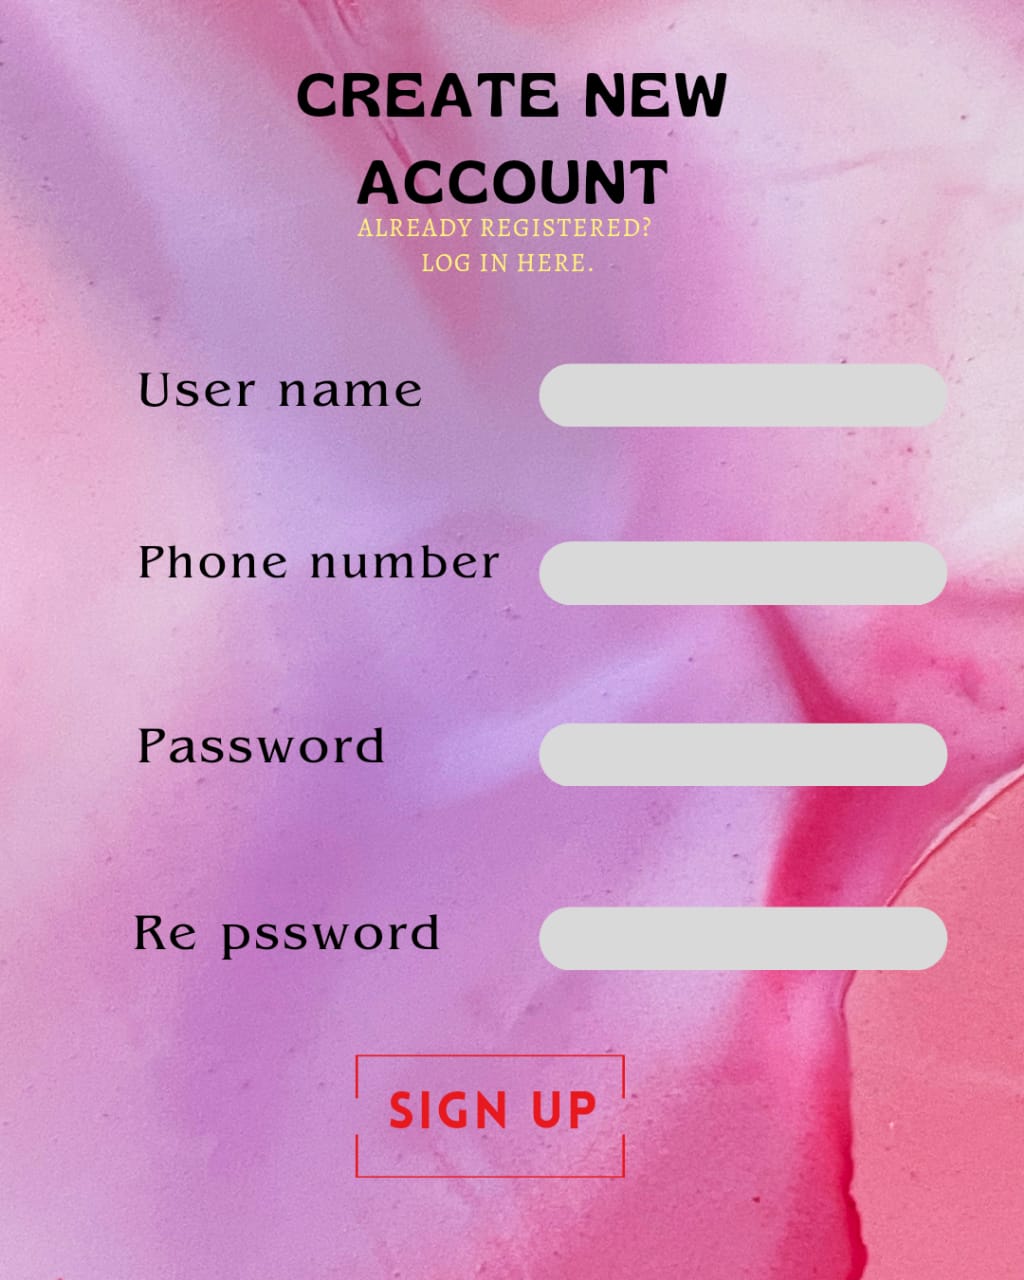 CREATE NEW
ACCOUNT
ALREADY REGISTERED?
LOG IN HERE.
User name
Phone number
Password
Re pssword
SIGN UP